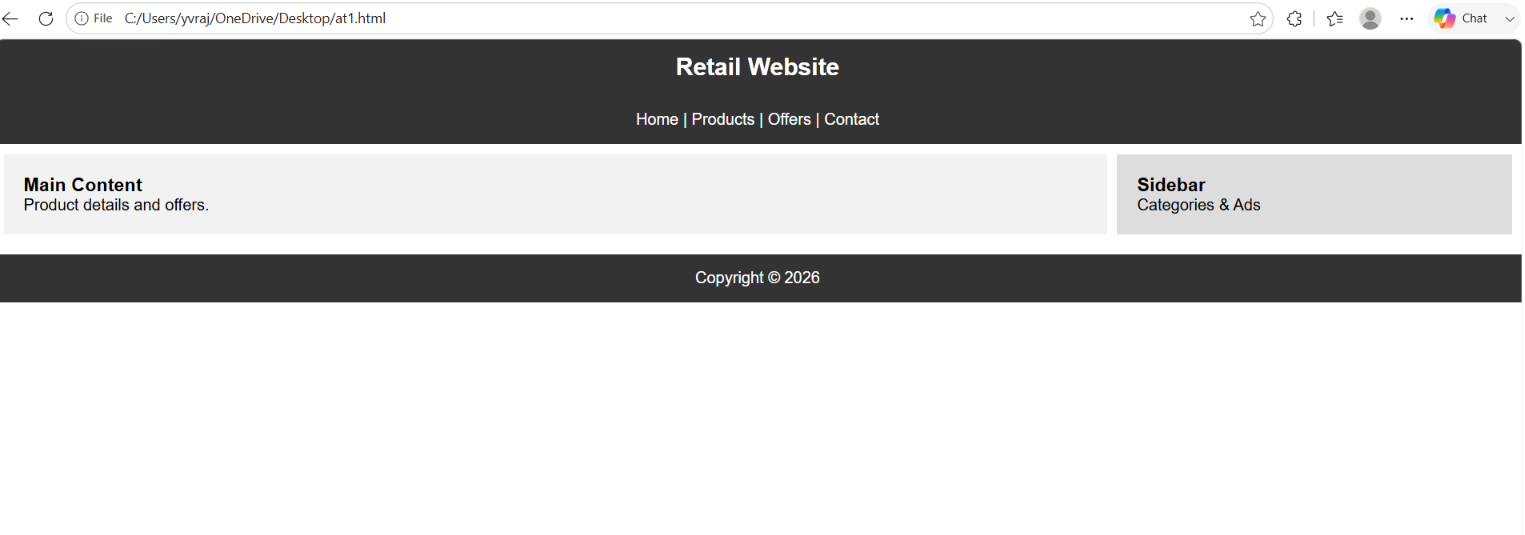 File C:/Users/yvraj/OneDrive/Desktop/at1.html
Chat
Retail Website
Home | Products | Offers | Contact
Main Content
Product details and offers.
Sidebar
Categories & Ads
Copyright © 2026